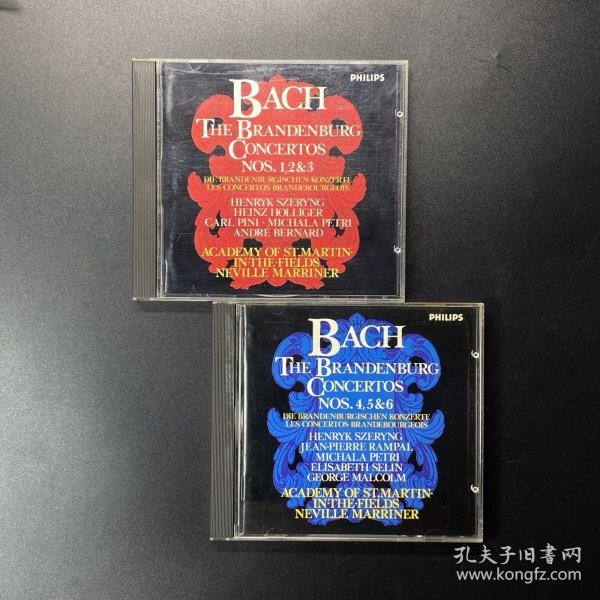 PHILIPS
BACH
THE BRANDENBURG
CONCERTOS
NOS. 1,2&3
DIE BRANDENBURGISCHEN KONZERTE
LES CONCERTOS BRANDEBOURGEOIS
HENRYK SZERYNG
HEINZ HOLLIGER
CARL PINI · MICHALA PETRI
ANDRÉ BERNARD
ACADEMY OF ST. MARTIN-
IN-THE-FIELDS
NEVILLE MARRINER
PHILIPS
BACH
THE BRANDENBURG
CONCERTOS
NOS. 4, 5&6
DIE BRANDENBURGISCHEN KONZERTE
LES CONCERTOS BRANDEBOURGEOIS
HENRYK SZERYNG
JEAN-PIERRE RAMPAL
MICHALA PETRI
ELISABETH SELIN
GEORGE MALCOLM
ACADEMY OF ST. MARTIN-
IN-THE-FIELDS
NEVILLE MARRINER
孔夫子旧书网
www.kongfz.com